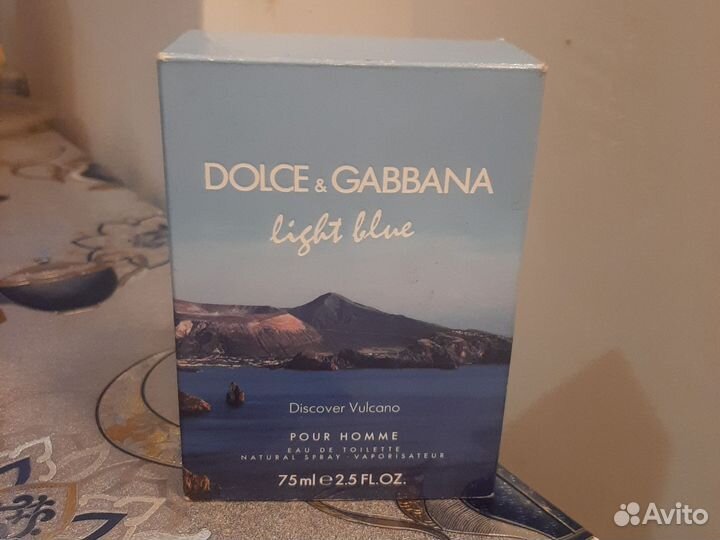 DOLCE & GABBANA
light blue
Discover Vulcano
POUR HOMME
EAU DE TOILETTE
NATURAL SPRAY · VAPORISATEUR
75 ml ℮ 2.5 FL.OZ.
Avito